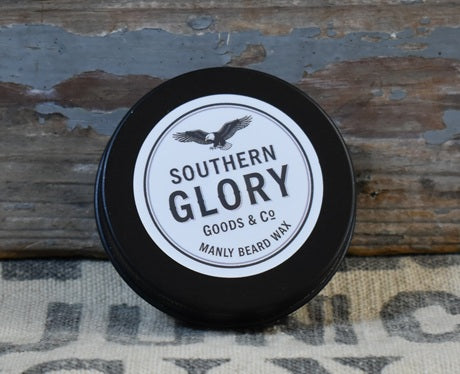 SOUTHERN
GLORY
GOODS & Co
MANLY BEARD WAX